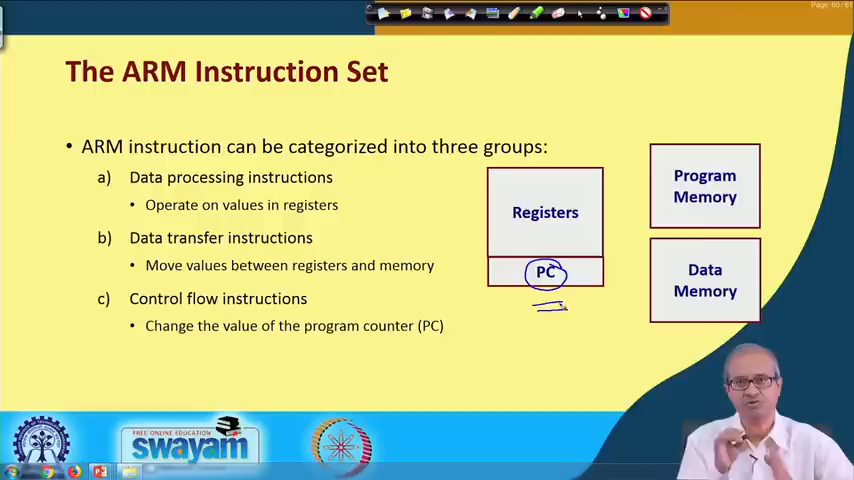 Page: 60 / 61
The ARM Instruction Set
• ARM instruction can be categorized into three groups:
a) Data processing instructions
• Operate on values in registers
b) Data transfer instructions
• Move values between registers and memory
c) Control flow instructions
• Change the value of the program counter (PC)
Registers
PC
Program
Memory
Data
Memory
FREE ONLINE EDUCATION
swayam